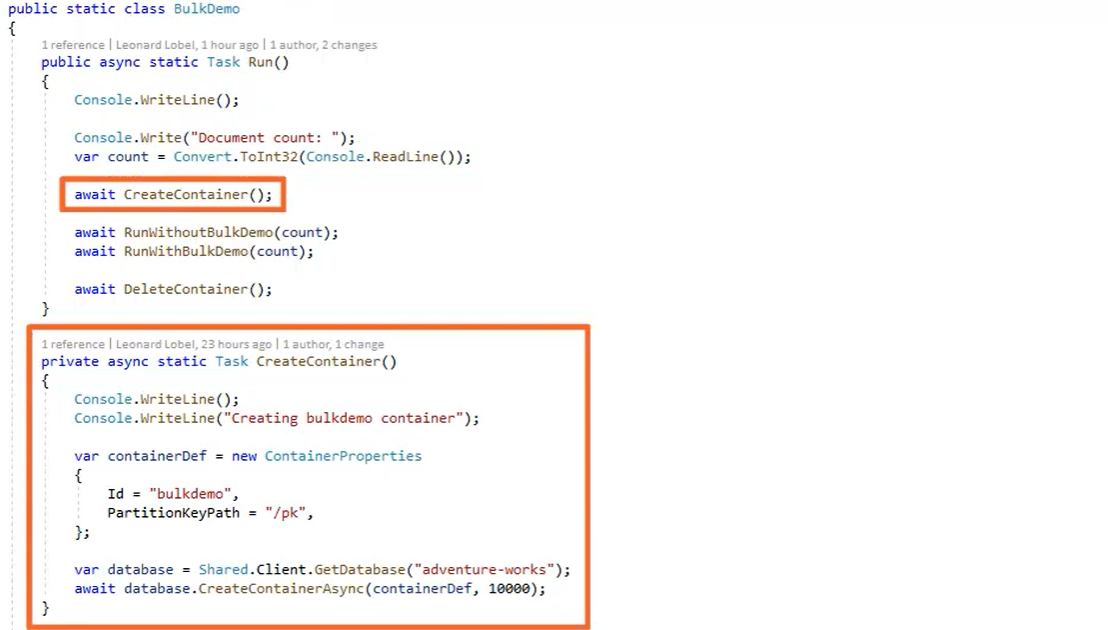 public static class BulkDemo
{
1 reference | Leonard Lobel, 1 hour ago | 1 author, 2 changes
public async static Task Run()
{
Console.WriteLine();
Console.Write("Document count: ");
var count = Convert.ToInt32(Console.ReadLine());
await CreateContainer();
await RunWithoutBulkDemo(count);
await RunWithBulkDemo(count);
await DeleteContainer();
}
1 reference | Leonard Lobel, 23 hours ago | 1 author, 1 change
private async static Task CreateContainer()
{
Console.WriteLine();
Console.WriteLine("Creating bulkdemo container");
var containerDef = new ContainerProperties
{
Id = "bulkdemo",
PartitionKeyPath = "/pk",
};
var database = Shared.Client.GetDatabase("adventure-works");
await database.CreateContainerAsync(containerDef, 10000);
}